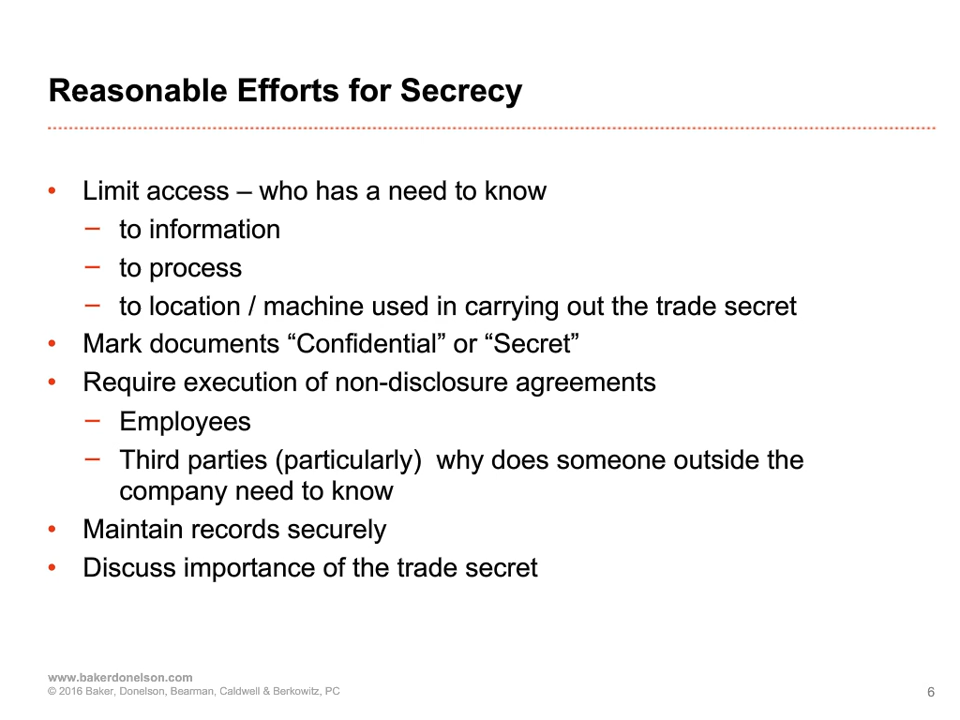 Reasonable Efforts for Secrecy
• Limit access – who has a need to know
– to information
– to process
– to location / machine used in carrying out the trade secret
• Mark documents “Confidential” or “Secret”
• Require execution of non-disclosure agreements
– Employees
– Third parties (particularly)  why does someone outside the
company need to know
• Maintain records securely
• Discuss importance of the trade secret
www.bakerdonelson.com
© 2016 Baker, Donelson, Bearman, Caldwell & Berkowitz, PC
6